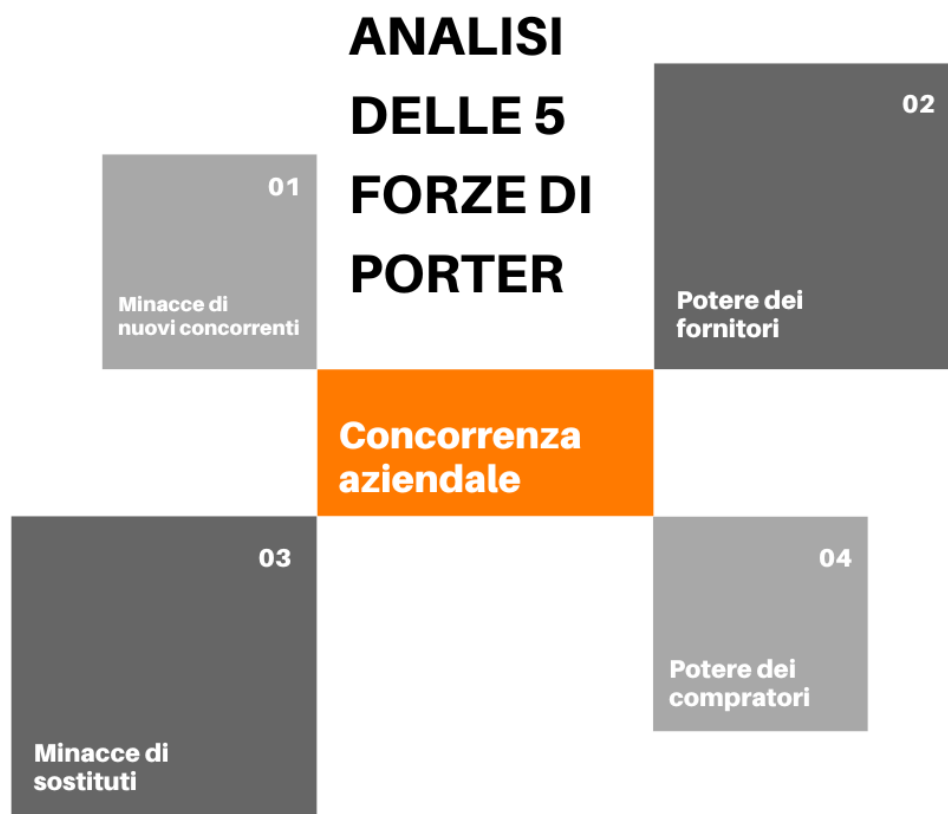 ANALISI
DELLE 5
FORZE DI
PORTER
01
Minacce di
nuovi concorrenti
02
Potere dei
fornitori
Concorrenza
aziendale
03
Minacce di
sostituti
04
Potere dei
compratori